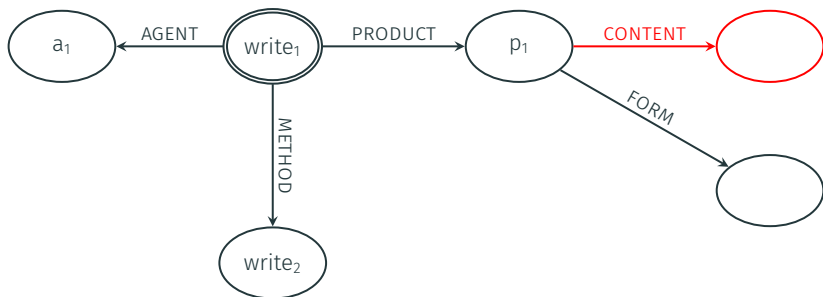 AGENT
PRODUCT
CONTENT
a₁
write₁
p₁
FORM
METHOD
write₂